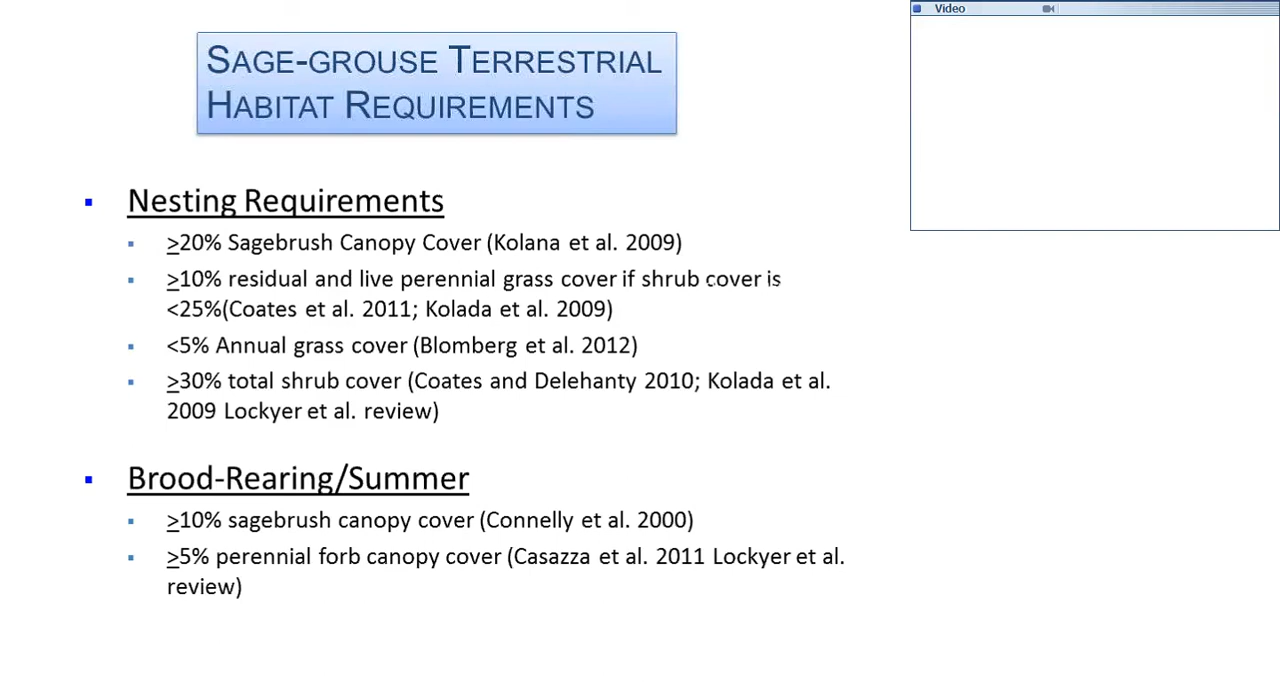 SAGE-GROUSE TERRESTRIAL
HABITAT REQUIREMENTS
Video
▪ Nesting Requirements
▪ ≥20% Sagebrush Canopy Cover (Kolana et al. 2009)
▪ ≥10% residual and live perennial grass cover if shrub cover is
<25%(Coates et al. 2011; Kolada et al. 2009)
▪ <5% Annual grass cover (Blomberg et al. 2012)
▪ ≥30% total shrub cover (Coates and Delehanty 2010; Kolada et al.
2009 Lockyer et al. review)
▪ Brood-Rearing/Summer
▪ ≥10% sagebrush canopy cover (Connelly et al. 2000)
▪ ≥5% perennial forb canopy cover (Casazza et al. 2011 Lockyer et al.
review)